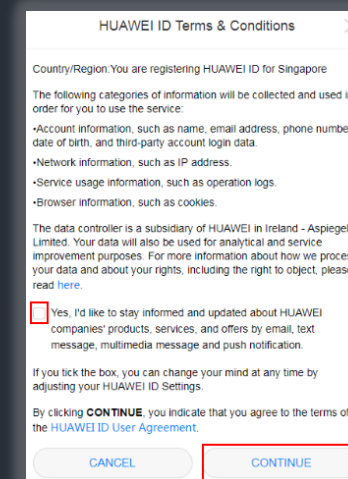 HUAWEI ID Terms & Conditions
Country/Region:You are registering HUAWEI ID for Singapore
The following categories of information will be collected and used i
order for you to use the service:
•Account information, such as name, email address, phone numbe
date of birth, and third-party account login data.
•Network information, such as IP address.
•Service usage information, such as operation logs.
•Browser information, such as cookies.
The data controller is a subsidiary of HUAWEI in Ireland - Aspiegel
Limited. Your data will also be used for analytical and service
improvement purposes. For more information about how we proces
your data and about your rights, including the right to object, please
read here.
Yes, I'd like to stay informed and updated about HUAWEI
companies' products, services, and offers by email, text
message, multimedia message and push notification.
If you tick the box, you can change your mind at any time by
adjusting your HUAWEI ID Settings.
By clicking CONTINUE, you indicate that you agree to the terms of
the HUAWEI ID User Agreement.
CANCEL CONTINUE